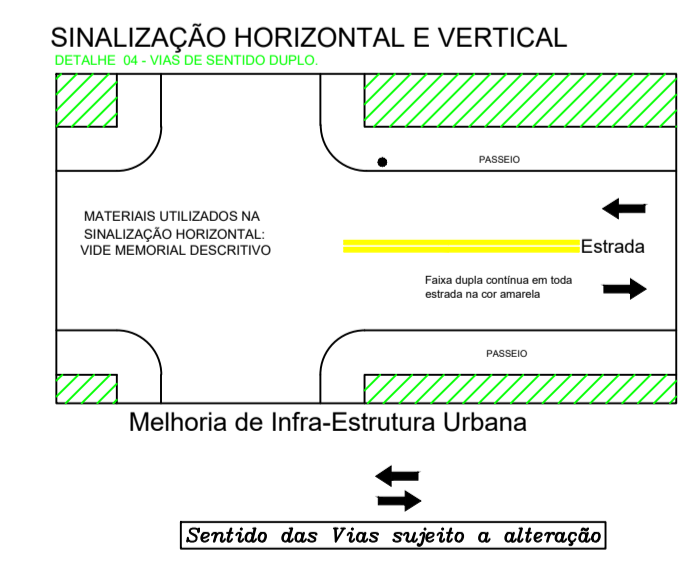 SINALIZAÇÃO HORIZONTAL E VERTICAL
DETALHE 04 - VIAS DE SENTIDO DUPLO.
PASSEIO
MATERIAIS UTILIZADOS NA
SINALIZAÇÃO HORIZONTAL:
VIDE MEMORIAL DESCRITIVO
Estrada
Faixa dupla contínua em toda
estrada na cor amarela
PASSEIO
Melhoria de Infra-Estrutura Urbana
Sentido das Vias sujeito a alteração